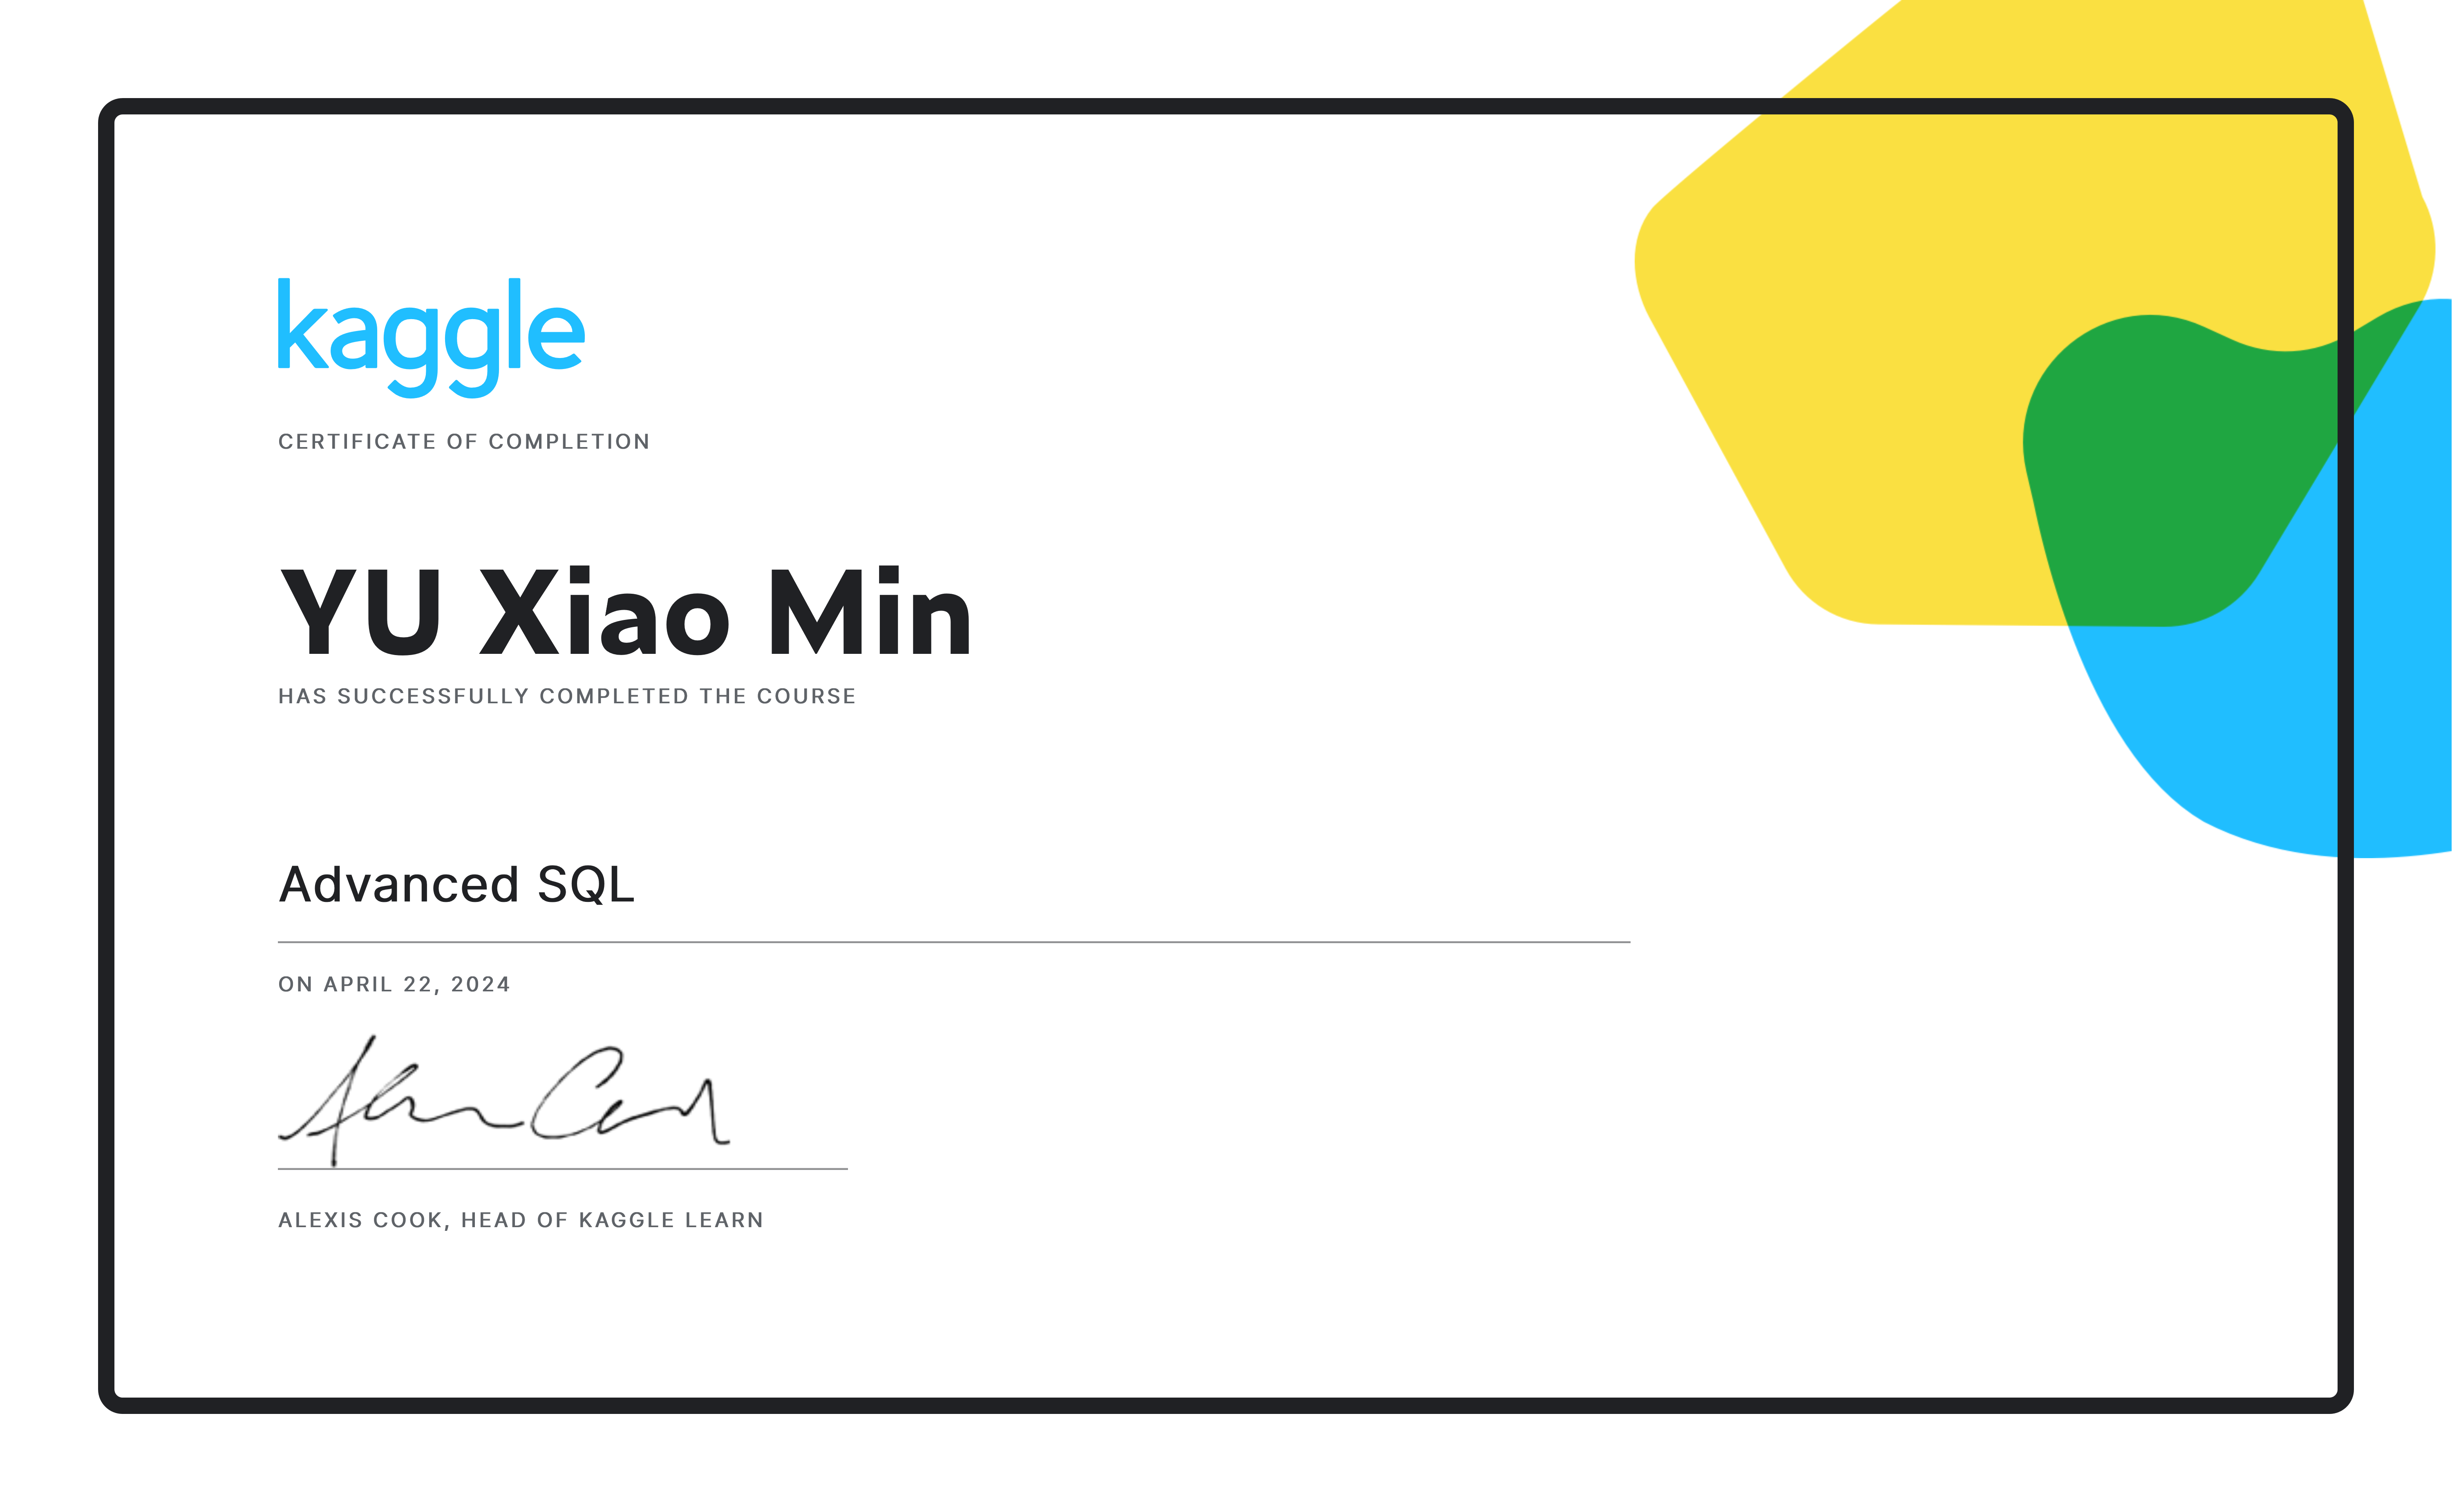 kaggle
CERTIFICATE OF COMPLETION
YU Xiao Min
HAS SUCCESSFULLY COMPLETED THE COURSE
Advanced SQL
ON APRIL 22, 2024
ALEXIS COOK, HEAD OF KAGGLE LEARN